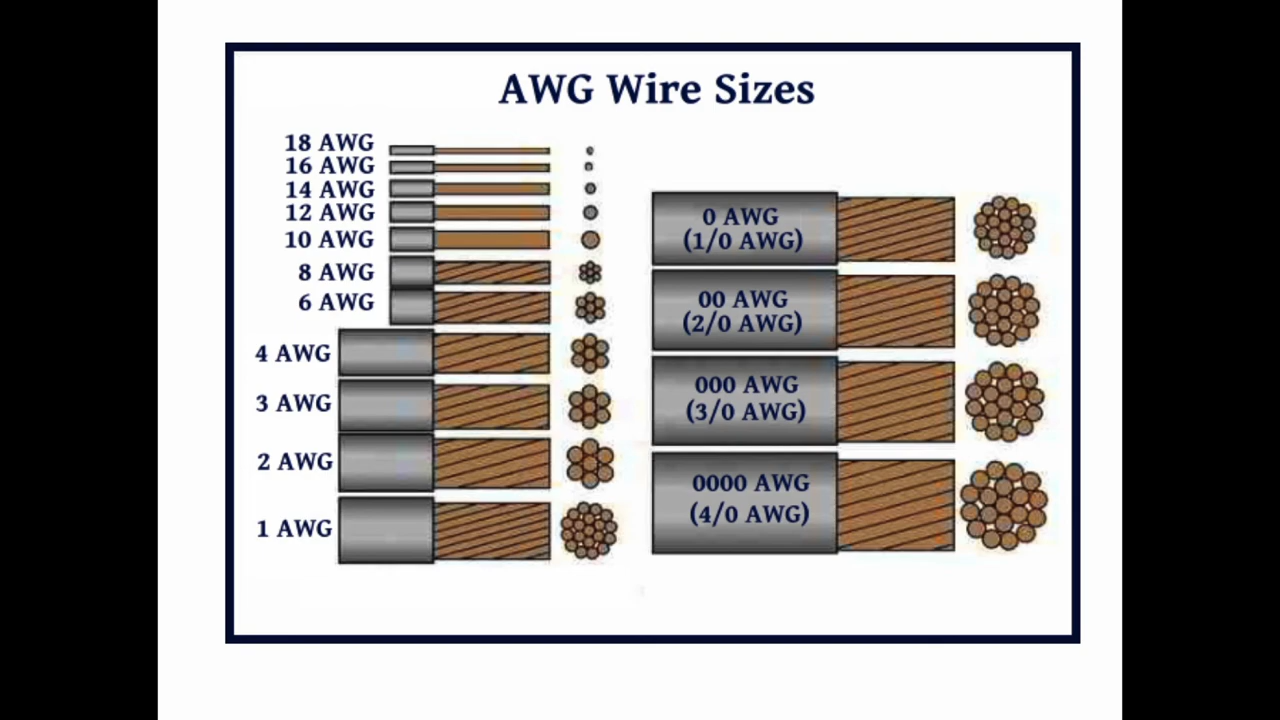 AWG Wire Sizes
18 AWG
16 AWG
14 AWG
12 AWG
10 AWG
8 AWG
6 AWG
4 AWG
3 AWG
2 AWG
1 AWG
0 AWG
(1/0 AWG)
00 AWG
(2/0 AWG)
000 AWG
(3/0 AWG)
0000 AWG
(4/0 AWG)